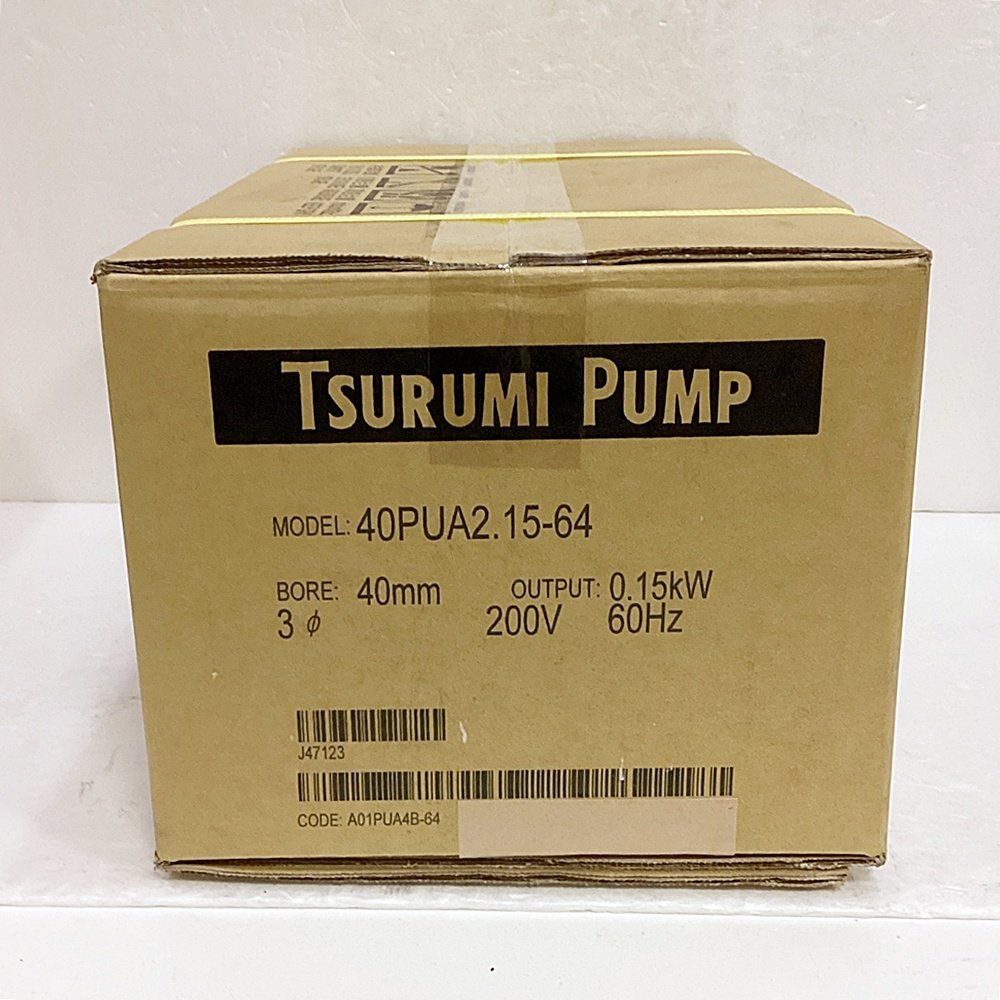 TSURUMI PUMP
MODEL: 40PUA2.15-64
BORE: 40mm OUTPUT: 0.15kW
3 ϕ 200V 60Hz
J47123
CODE: A01PUA4B-64